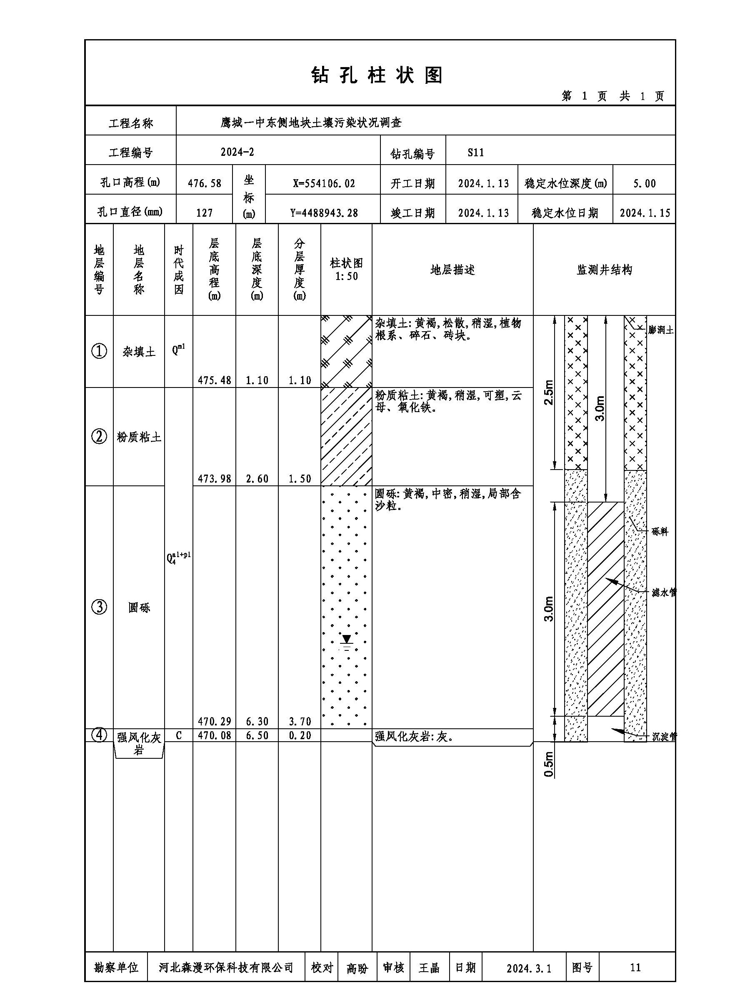 钻孔柱状图
第 1 页 共 1 页
工程名称 鹰城一中东侧地块土壤污染状况调查
工程编号 2024-2 钻孔编号 S11
孔口高程(m) 476.58 坐标(m) X=554106.02 开工日期 2024.1.13 稳定水位深度(m) 5.00
孔口直径(mm) 127 Y=4488943.28 竣工日期 2024.1.13 稳定水位日期 2024.1.15
地层编号 地层名称 时代成因 层底高程(m) 层底深度(m) 分层厚度(m) 柱状图 1:50 地层描述 监测井结构
杂填土:黄褐,松散,稍湿,植物
根系、碎石、砖块。
① 杂填土 Qml
475.48 1.10 1.10
粉质粘土:黄褐,稍湿,可塑,云
母、氧化铁。
② 粉质粘土
473.98 2.60 1.50
圆砾:黄褐,中密,稍湿,局部含
沙粒。
Q4al+pl
③ 圆砾
470.29 6.30 3.70
④ 强风化灰岩 C 470.08 6.50 0.20 强风化灰岩:灰。
膨润土
2.5m
3.0m
砾料
滤水管
3.0m
沉淀管
0.5m
勘察单位 河北森漫环保科技有限公司 校对 高盼 审核 王晶 日期 2024.3.1 图号 11